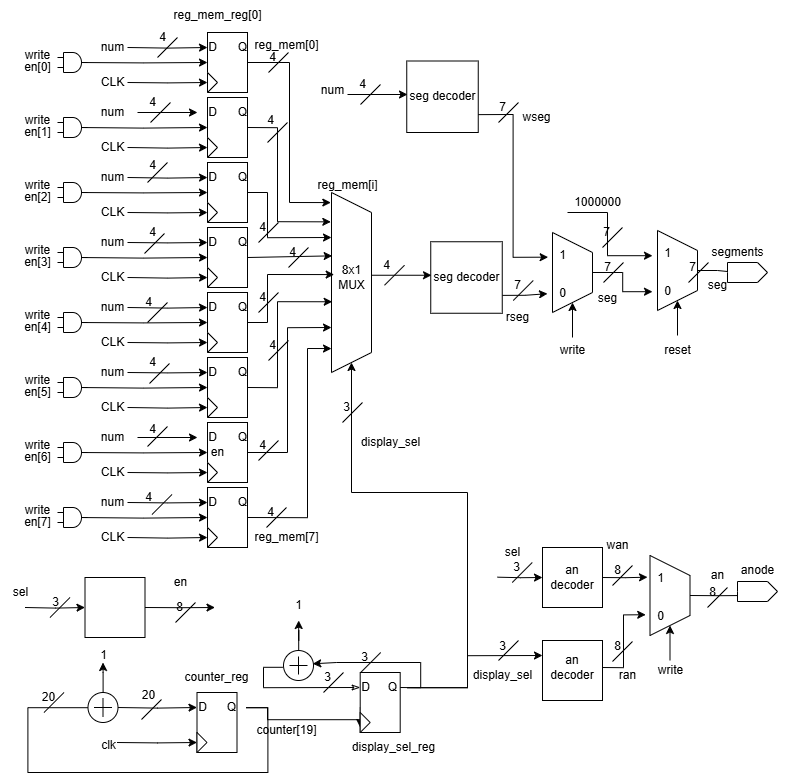 reg_mem_reg[0]
num 4 D Q reg_mem[0]
write
en[0] 4
CLK
num 4 D Q
write
en[1] 4
CLK
num 4 D Q
write
en[2] 4
CLK
num 4 D Q
write
en[3] 4
CLK
num 4 D Q
write
en[4] 4
CLK
num 4 D Q
write
en[5] 4
CLK
num 4 D Q
write
en[6] en 4
CLK
num 4 D Q
write
en[7] 4
CLK reg_mem[7]
reg_mem[i]
8x1
MUX
3
display_sel
num 4 seg decoder 7 wseg
4 seg decoder 7 rseg
1000000
7
1
0
7
seg
write
1
0
7
seg
segments
reset
sel 3 en
8
sel 3 an
decoder
wan
8
1
0
an
8
anode
write
3 an
decoder
display_sel
8
ran
1
3
3
D Q
display_sel_reg
1
counter_reg
20 20 D Q
clk
counter[19]